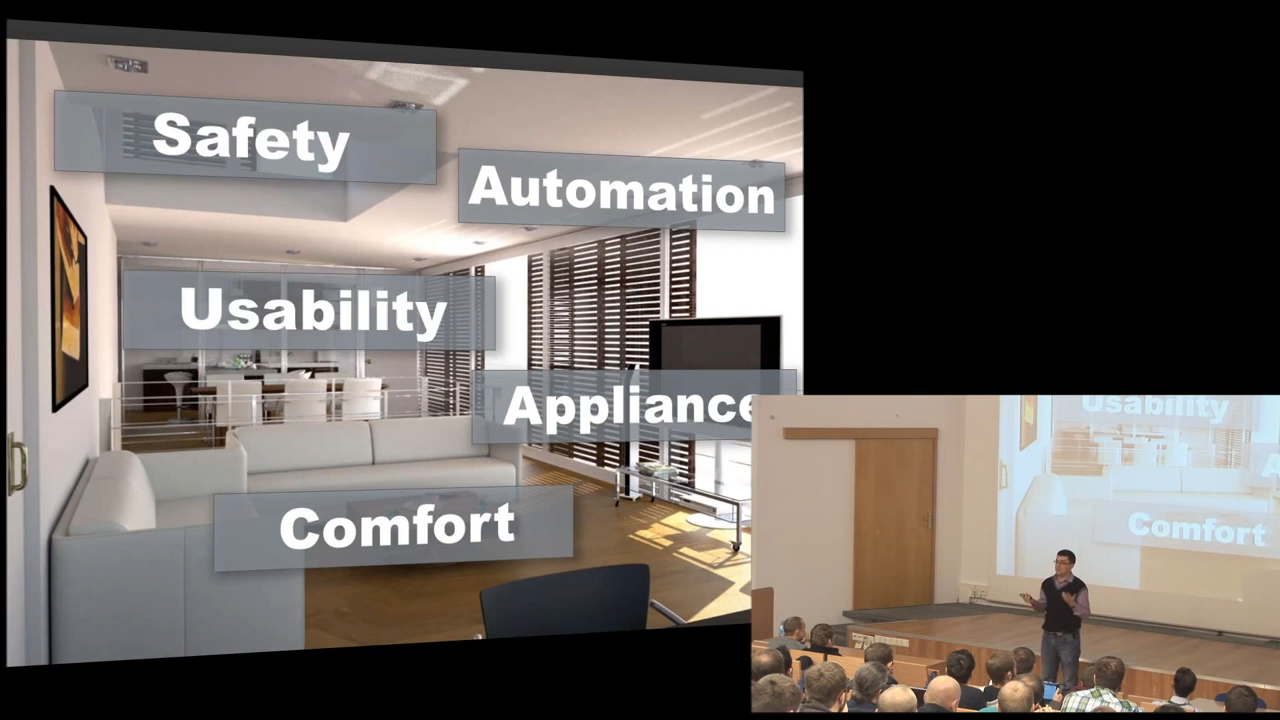 Safety
Automation
Usability
Appliance
Comfort
Usability
Comfort